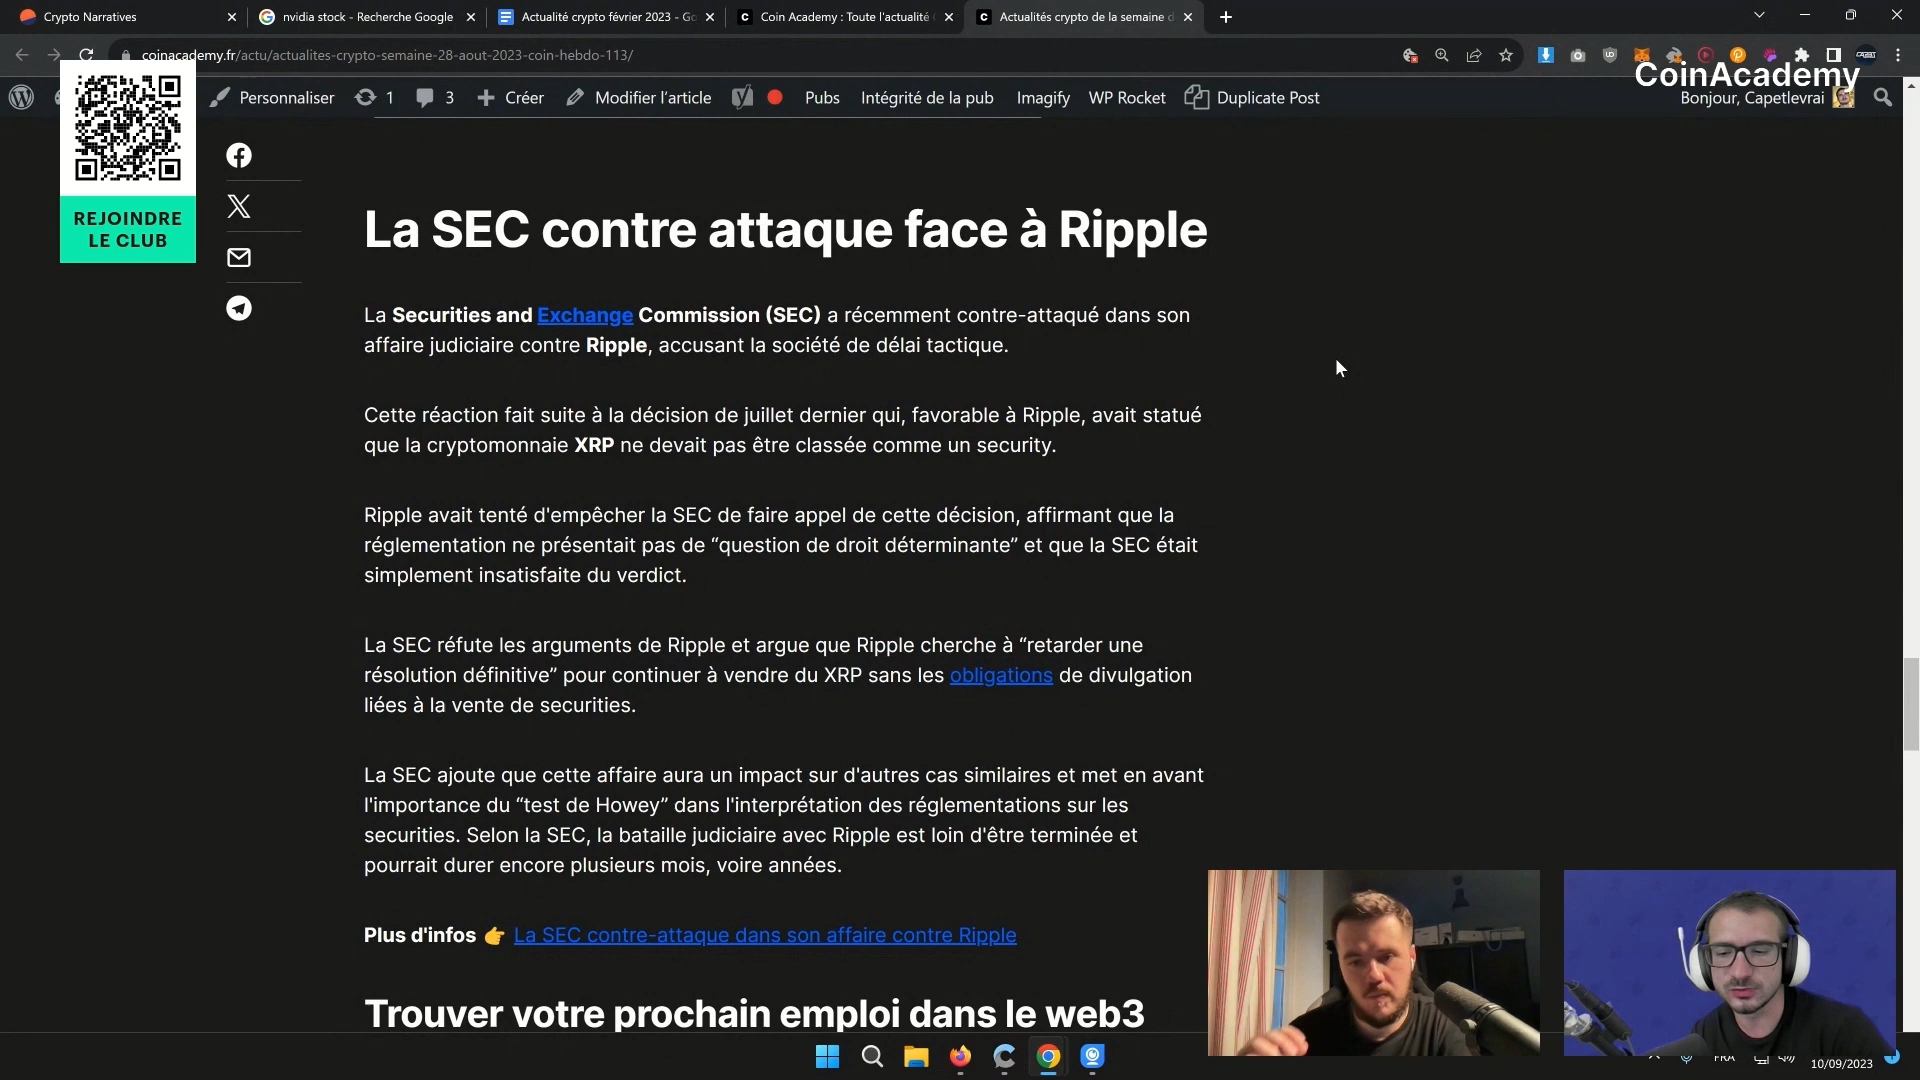 Crypto Narratives
nvidia stock - Recherche Google
Actualité crypto février 2023 - Go
Coin Academy : Toute l'actualité
Actualités crypto de la semaine d
coinacademy.fr/actu/actualites-crypto-semaine-28-aout-2023-coin-hebdo-113/
CoinAcademy
Personnaliser 1 3 Créer Modifier l'article Pubs Intégrité de la pub Imagify WP Rocket Duplicate Post Bonjour, Capetlevrai
REJOINDRE
LE CLUB
La SEC contre attaque face à Ripple
La Securities and Exchange Commission (SEC) a récemment contre-attaqué dans son
affaire judiciaire contre Ripple, accusant la société de délai tactique.
Cette réaction fait suite à la décision de juillet dernier qui, favorable à Ripple, avait statué
que la cryptomonnaie XRP ne devait pas être classée comme un security.
Ripple avait tenté d'empêcher la SEC de faire appel de cette décision, affirmant que la
réglementation ne présentait pas de “question de droit déterminante” et que la SEC était
simplement insatisfaite du verdict.
La SEC réfute les arguments de Ripple et argue que Ripple cherche à “retarder une
résolution définitive” pour continuer à vendre du XRP sans les obligations de divulgation
liées à la vente de securities.
La SEC ajoute que cette affaire aura un impact sur d'autres cas similaires et met en avant
l'importance du “test de Howey” dans l'interprétation des réglementations sur les
securities. Selon la SEC, la bataille judiciaire avec Ripple est loin d'être terminée et
pourrait durer encore plusieurs mois, voire années.
Plus d'infos 👉 La SEC contre-attaque dans son affaire contre Ripple
Trouver votre prochain emploi dans le web3
FRA
10/09/2023